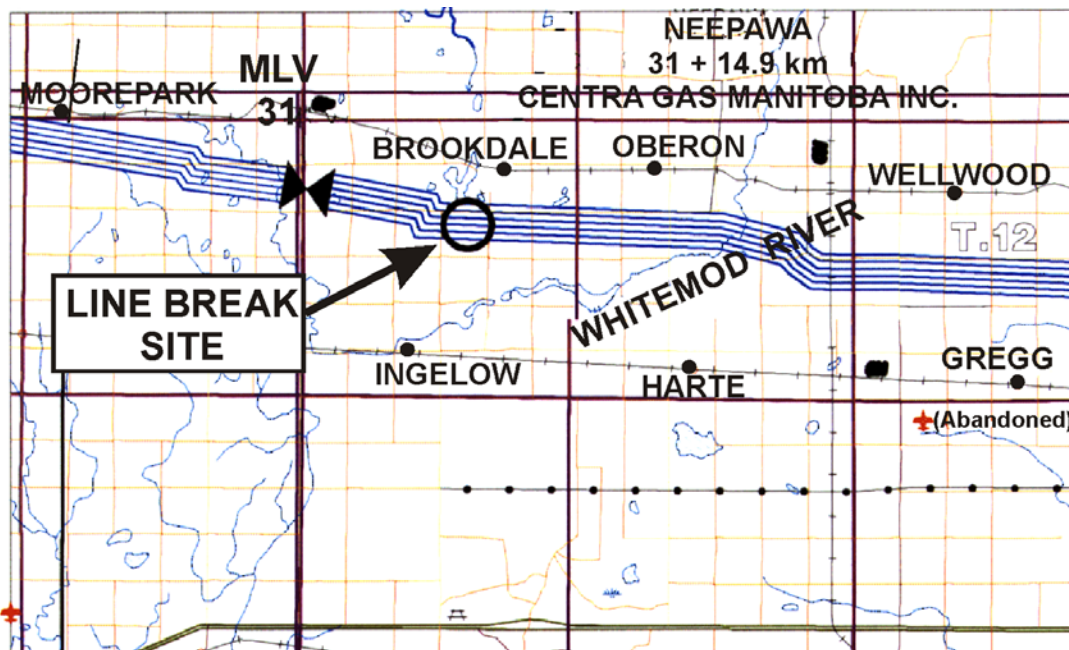 NEEPAWA
31 + 14.9 km
CENTRA GAS MANITOBA INC.
MLV
31
MOOREPARK
BROOKDALE
OBERON
WELLWOOD
T.12
WHITEMOD RIVER
LINE BREAK
SITE
INGELOW
HARTE
GREGG
(Abandoned)